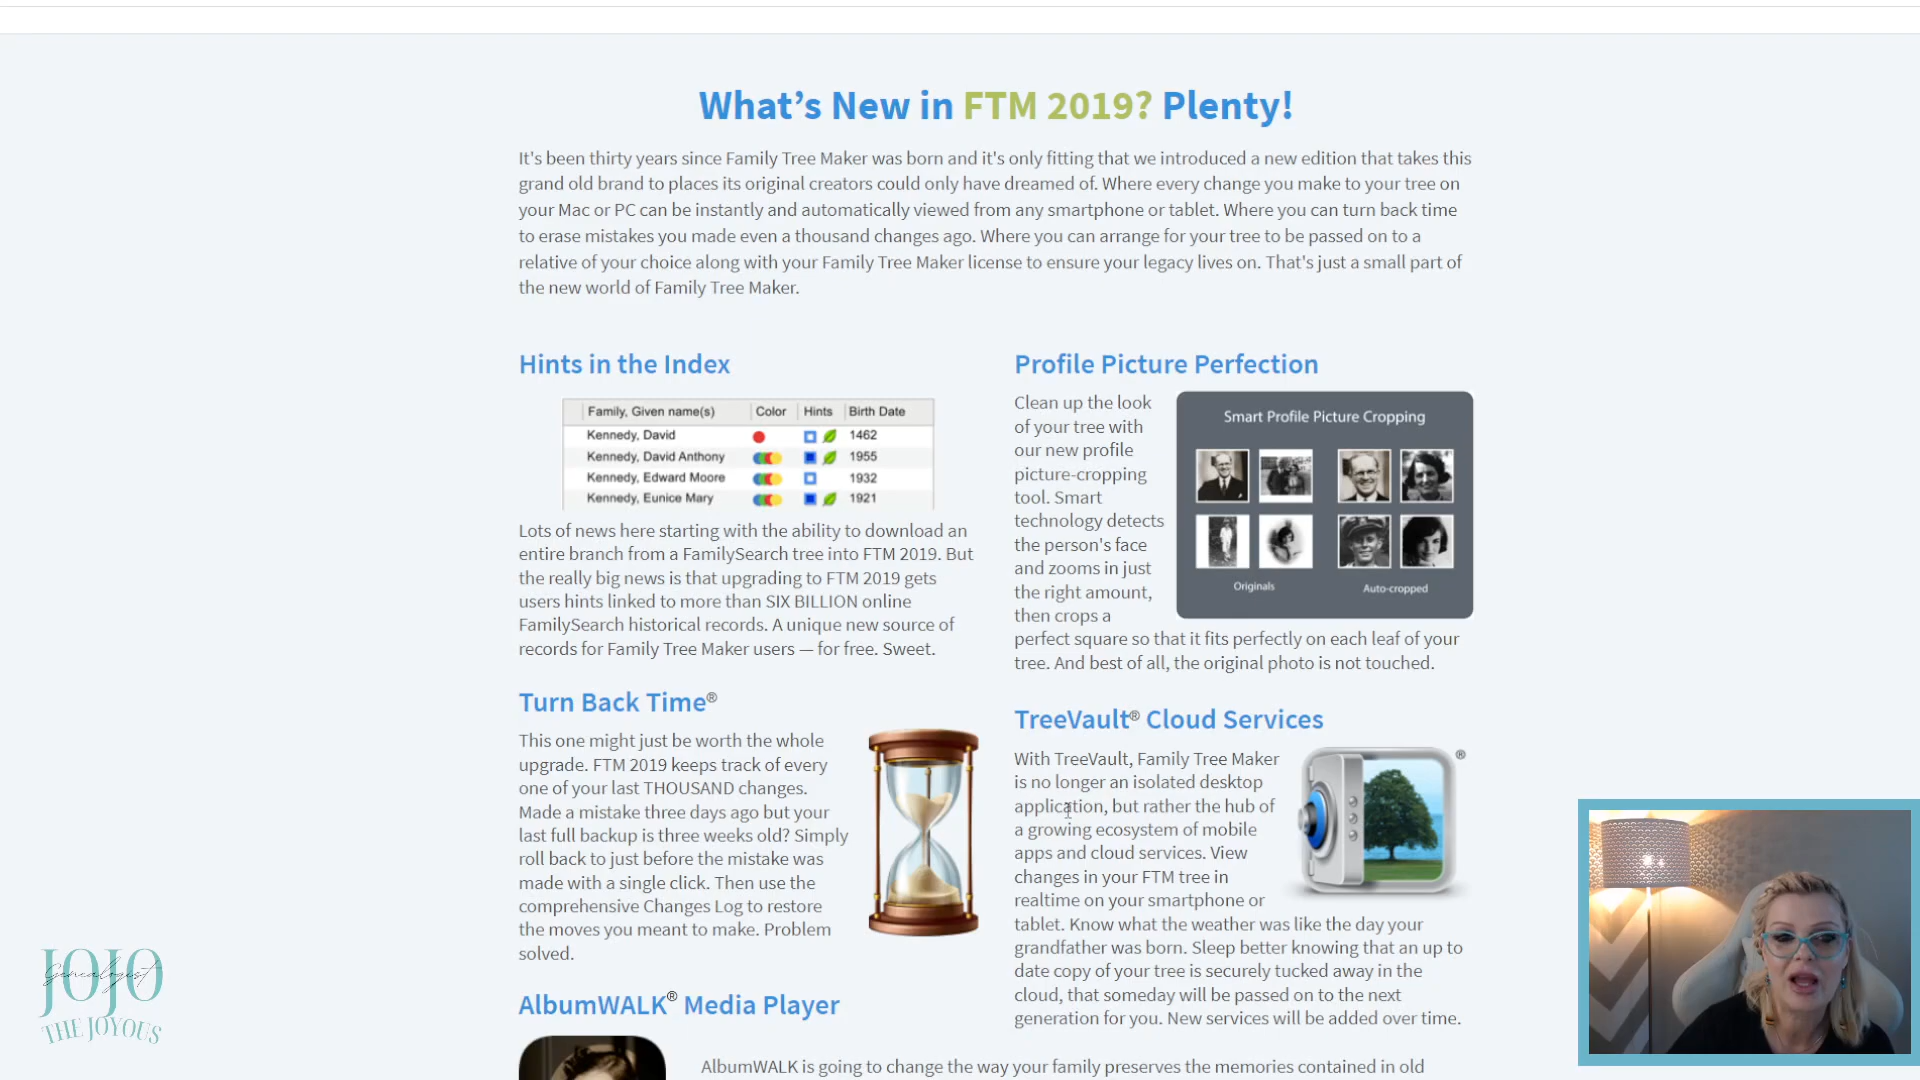 What's New in FTM 2019? Plenty!
It's been thirty years since Family Tree Maker was born and it's only fitting that we introduced a new edition that takes this
grand old brand to places its original creators could only have dreamed of. Where every change you make to your tree on
your Mac or PC can be instantly and automatically viewed from any smartphone or tablet. Where you can turn back time
to erase mistakes you made even a thousand changes ago. Where you can arrange for your tree to be passed on to a
relative of your choice along with your Family Tree Maker license to ensure your legacy lives on. That's just a small part of
the new world of Family Tree Maker.
Hints in the Index
Family, Given name(s) Color Hints Birth Date
Kennedy, David 1462
Kennedy, David Anthony 1955
Kennedy, Edward Moore 1932
Kennedy, Eunice Mary 1921
Lots of news here starting with the ability to download an
entire branch from a FamilySearch tree into FTM 2019. But
the really big news is that upgrading to FTM 2019 gets
users hints linked to more than SIX BILLION online
FamilySearch historical records. A unique new source of
records for Family Tree Maker users — for free. Sweet.
Turn Back Time®
This one might just be worth the whole
upgrade. FTM 2019 keeps track of every
one of your last THOUSAND changes.
Made a mistake three days ago but your
last full backup is three weeks old? Simply
roll back to just before the mistake was
made with a single click. Then use the
comprehensive Changes Log to restore
the moves you meant to make. Problem
solved.
AlbumWALK® Media Player
AlbumWALK is going to change the way your family preserves the memories contained in old
Profile Picture Perfection
Clean up the look
of your tree with
our new profile
picture-cropping
tool. Smart
technology detects
the person's face
and zooms in just
the right amount,
then crops a
perfect square so that it fits perfectly on each leaf of your
tree. And best of all, the original photo is not touched.
Smart Profile Picture Cropping
Originals
Auto-cropped
TreeVault® Cloud Services
With TreeVault, Family Tree Maker
is no longer an isolated desktop
application, but rather the hub of
a growing ecosystem of mobile
apps and cloud services. View
changes in your FTM tree in
realtime on your smartphone or
tablet. Know what the weather was like the day your
grandfather was born. Sleep better knowing that an up to
date copy of your tree is securely tucked away in the
cloud, that someday will be passed on to the next
generation for you. New services will be added over time.
®
JOJO
Genealogist
THE JOYOUS